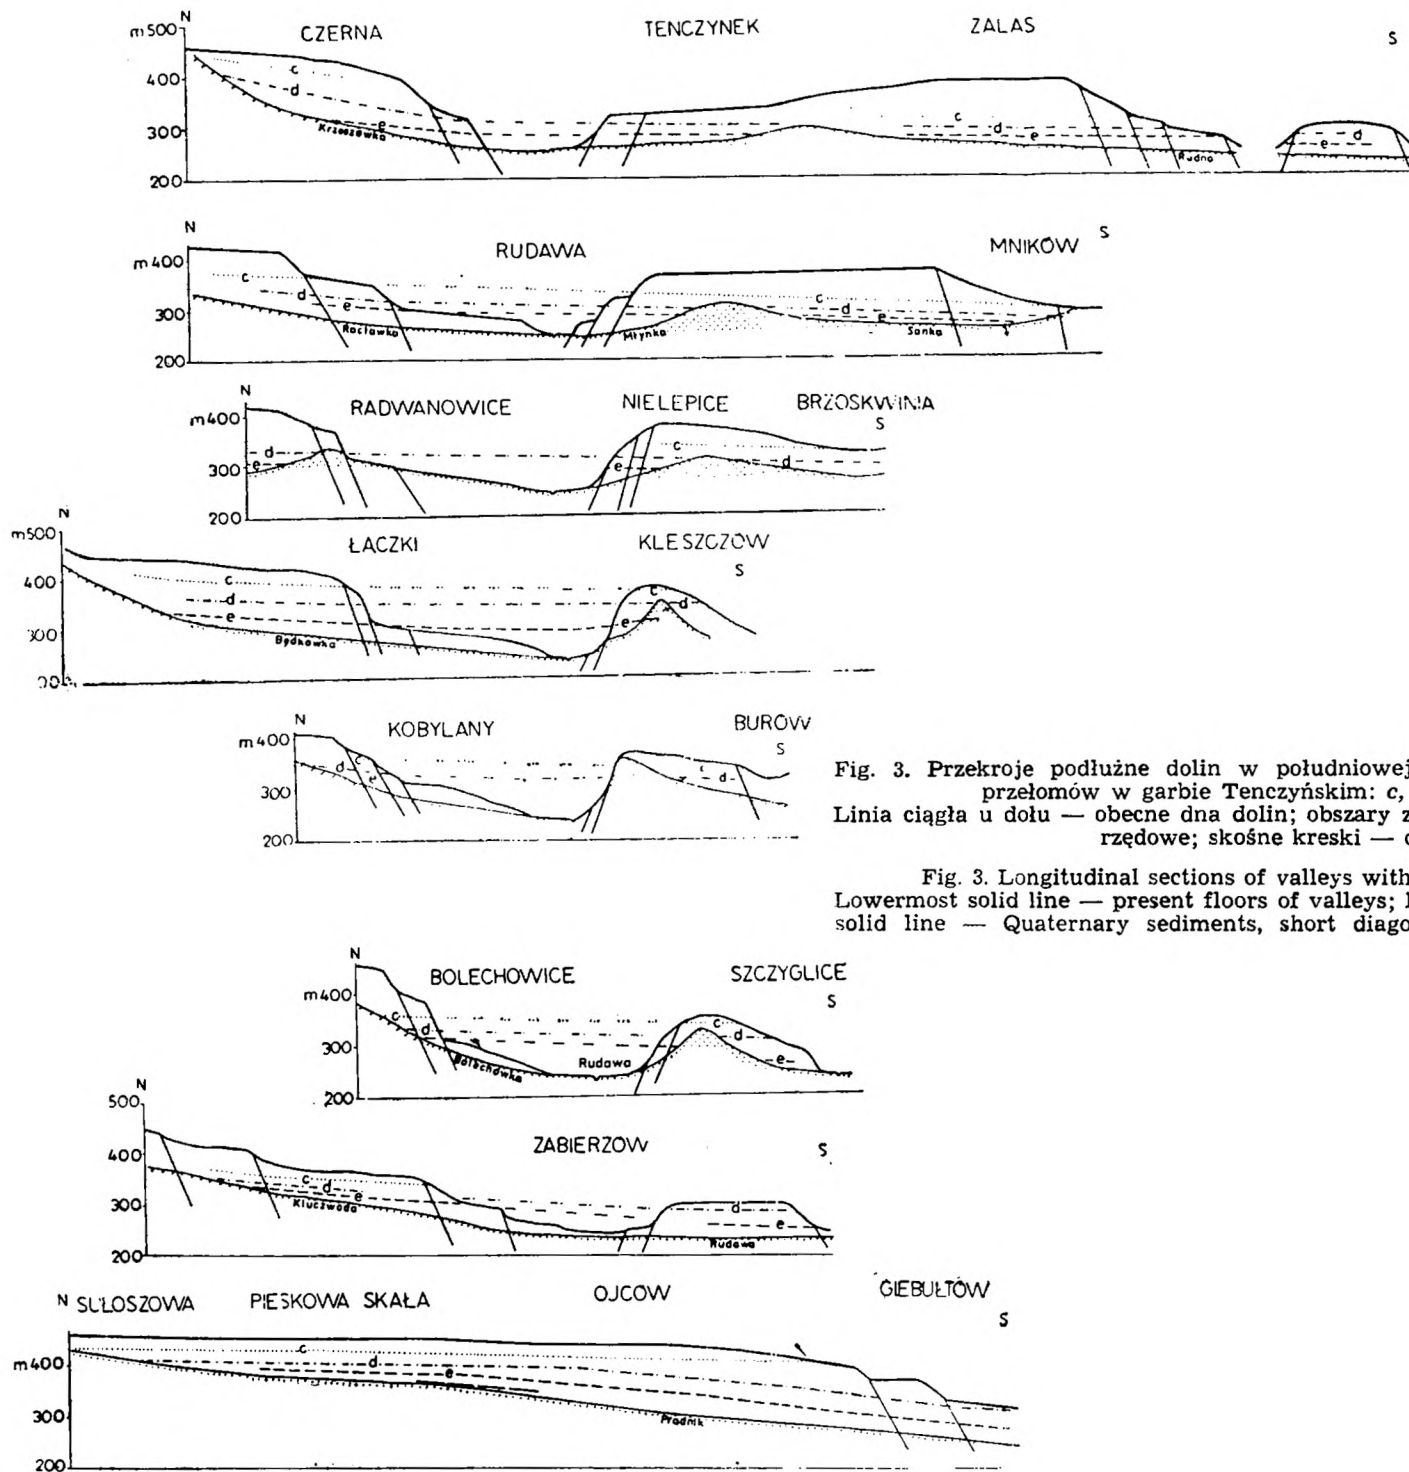 N CZERNA TENCZYNEK ZALAS S
m500
400
300
200
c
d
e
Krzeszówka
c
d
e
Rudno
d
e
N RUDAWA MNIKÓW S
m400
300
200
c
d
e
Racławka
Młynka
c
d
e
Sanka
N RADWANOWICE NIELEPICE BRZOSKWINIA S
m400
300
200
d
e
c
e
d
N ŁACZKI KLESZCZÓW S
m500
400
300
00
c
d
e
Będkówka
c
d
e
N KOBYLANY BURÓW S
m400
300
200
c
d
e
c
d
Fig. 3. Przekroje podłużne dolin w południowej
przełomów w garbie Tenczyńskim: c,
Linia ciągła u dołu — obecne dna dolin; obszary z
rzędowe; skośne kreski —
Fig. 3. Longitudinal sections of valleys with
Lowermost solid line — present floors of valleys;
solid line — Quaternary sediments, short diago
N BOLECHOWICE SZCZYGLICE S
m400
300
200
c
d
e
Bolechówka
Rudawa
c
d
e
N ZABIERZÓW S
500
400
300
200
c
d
e
Kluczwoda
d
e
Rudawa
N SUŁOSZOWA PIESKOWA SKAŁA OJCÓW GIEBUŁTÓW S
m400
300
200
c
d
e
Prądnik